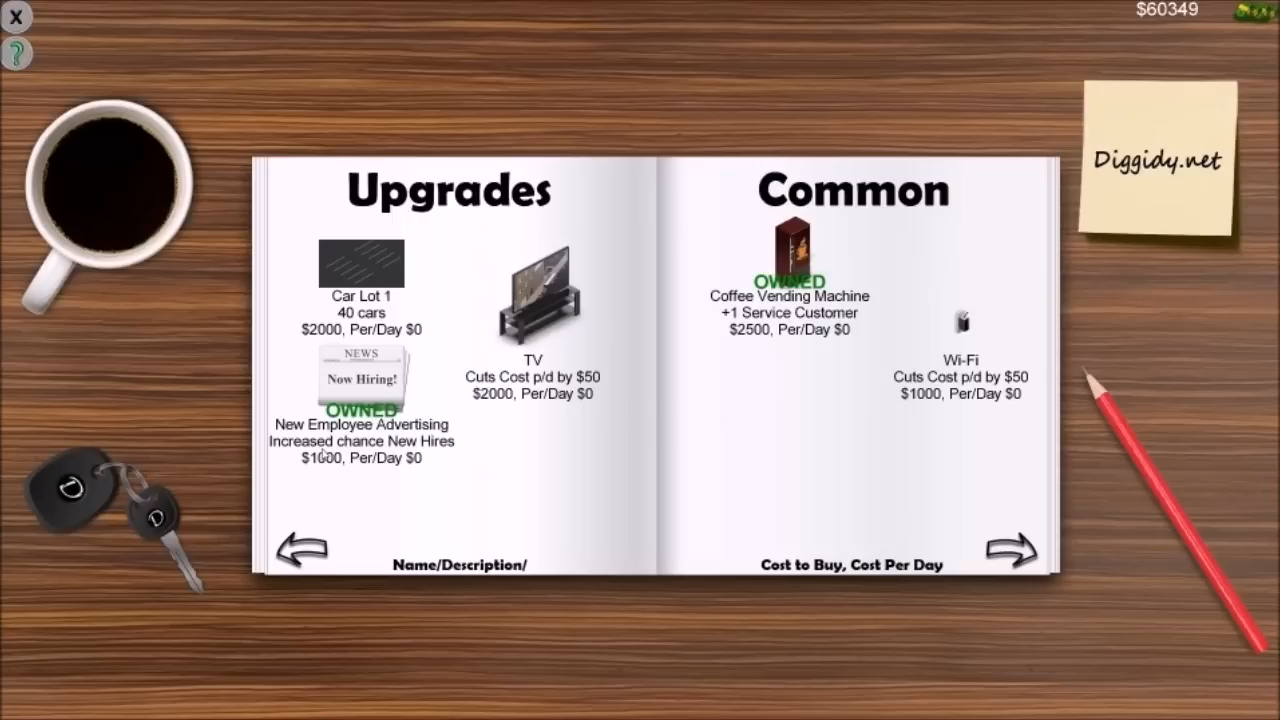 X
?
$60349
Diggidy.net
Upgrades
Car Lot 1
40 cars
$2000, Per/Day $0
TV
Cuts Cost p/d by $50
$2000, Per/Day $0
NEWS
Now Hiring!
OWNED
New Employee Advertising
Increased chance New Hires
$1000, Per/Day $0
Name/Description/
Common
OWNED
Coffee Vending Machine
+1 Service Customer
$2500, Per/Day $0
Wi-Fi
Cuts Cost p/d by $50
$1000, Per/Day $0
Cost to Buy, Cost Per Day
D
D